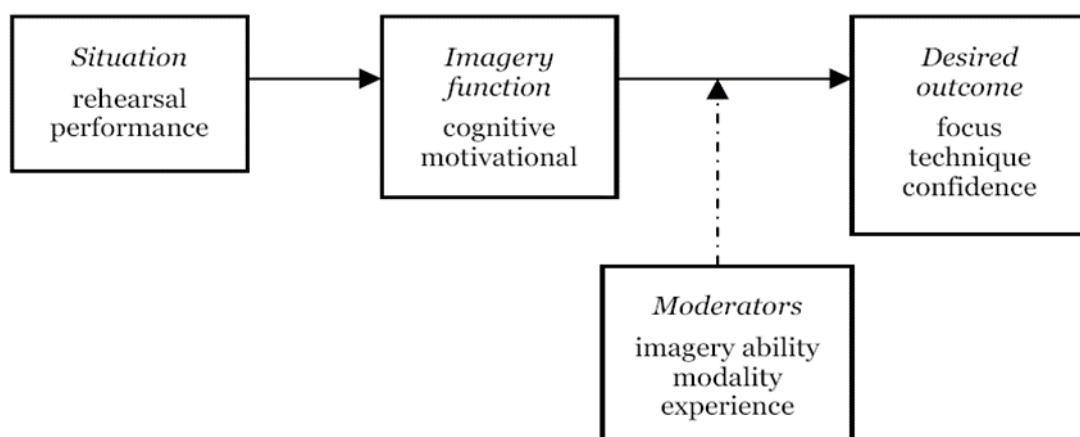 Situation
rehearsal
performance
Imagery
function
cognitive
motivational
Desired
outcome
focus
technique
confidence
Moderators
imagery ability
modality
experience